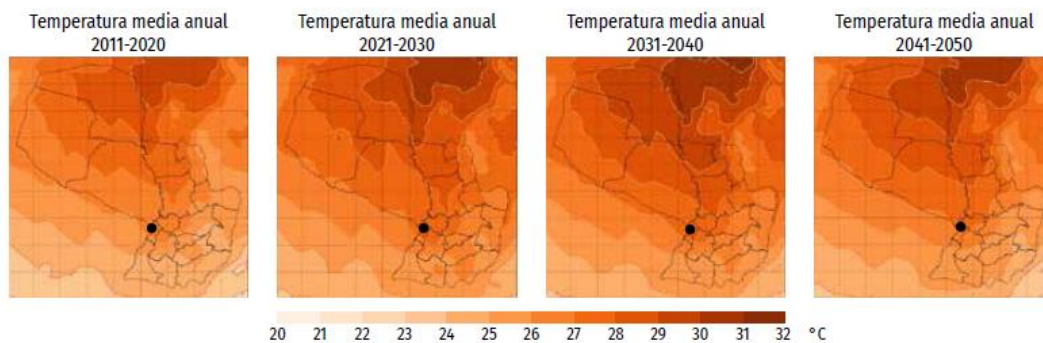 Temperatura media anual
2011-2020
Temperatura media anual
2021-2030
Temperatura media anual
2031-2040
Temperatura media anual
2041-2050
20 21 22 23 24 25 26 27 28 29 30 31 32 °C